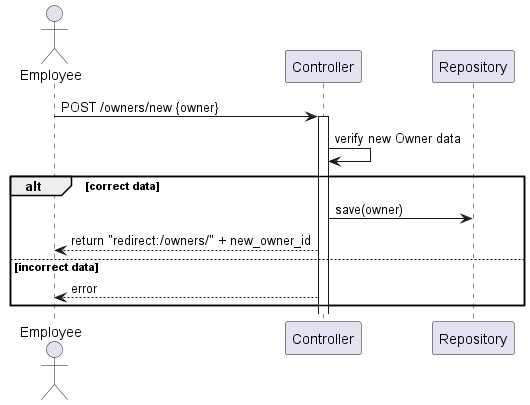 Employee
Controller
Repository
POST /owners/new {owner}
verify new Owner data
alt
[correct data]
save(owner)
return "redirect:/owners/" + new_owner_id
[incorrect data]
error
Employee
Controller
Repository